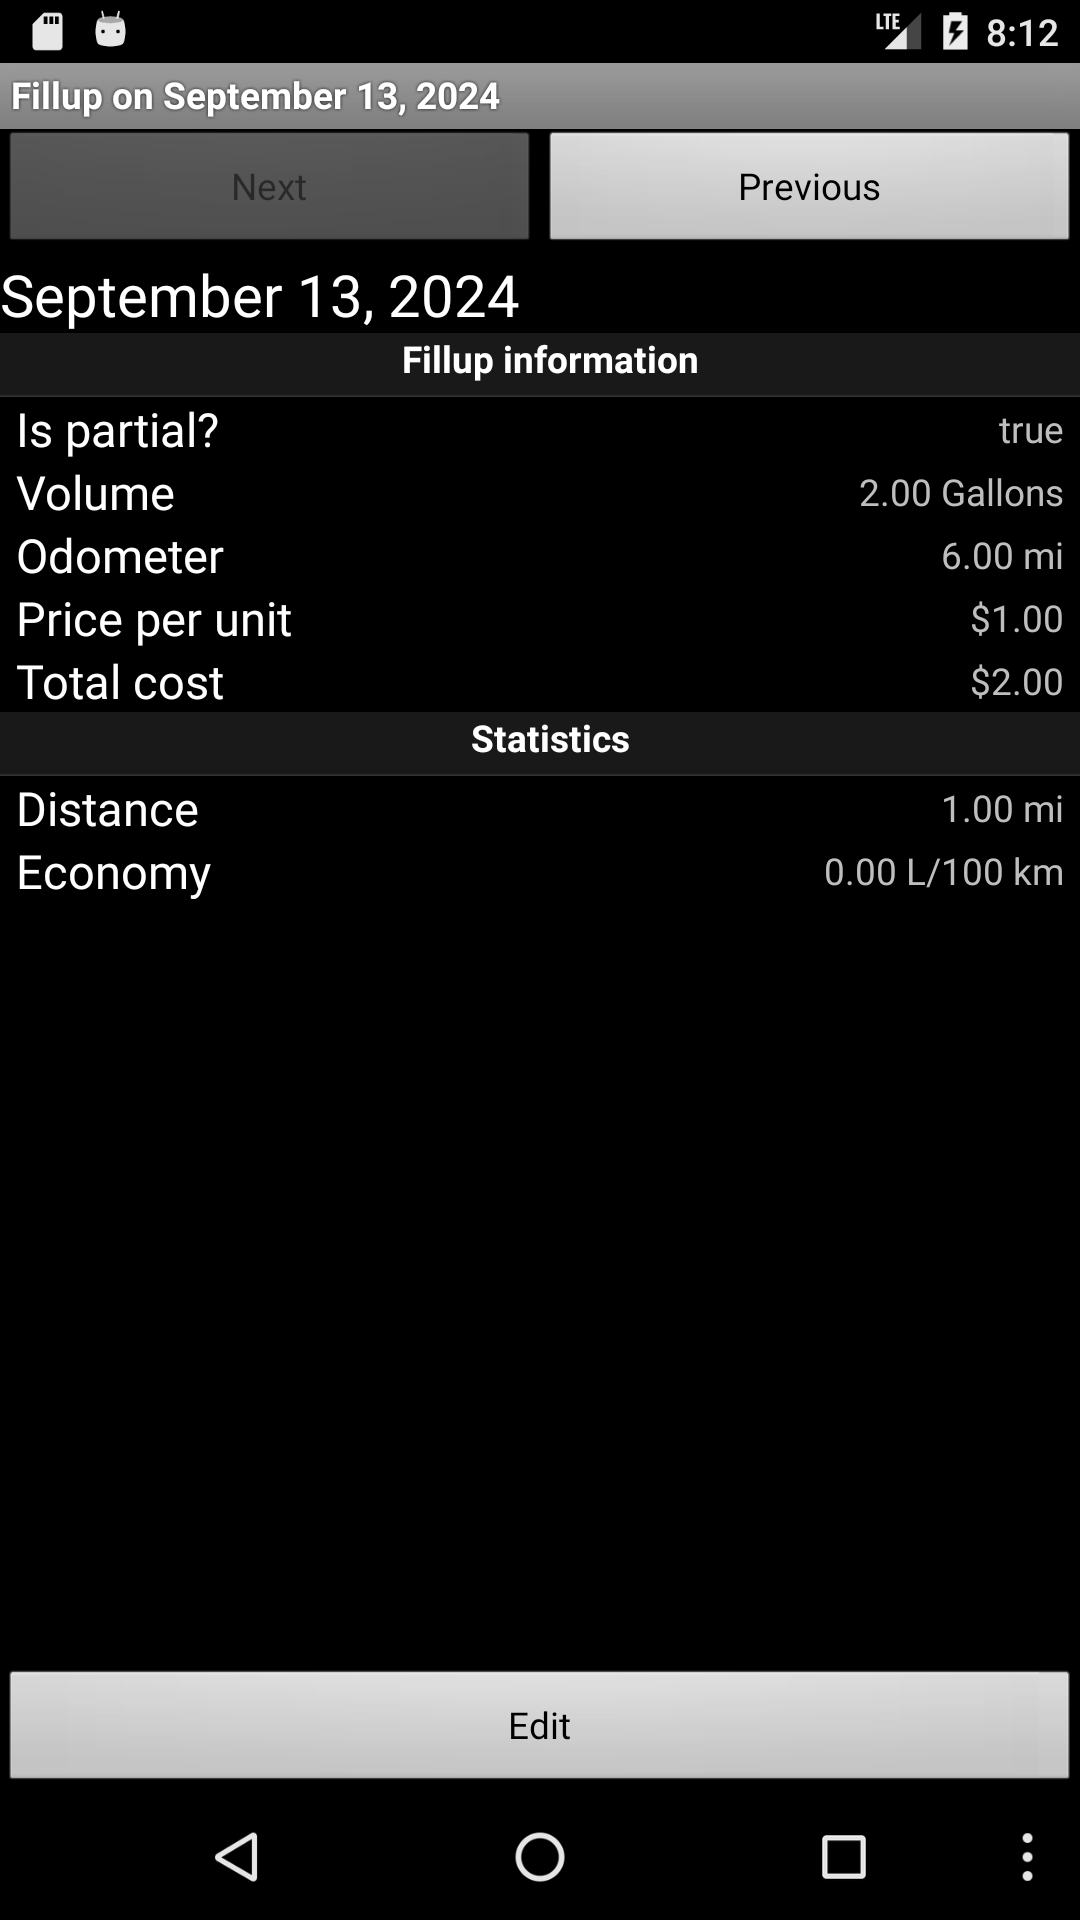 LTE 8:12
Fillup on September 13, 2024
Next Previous
September 13, 2024
Fillup information
Is partial? true
Volume 2.00 Gallons
Odometer 6.00 mi
Price per unit $1.00
Total cost $2.00
Statistics
Distance 1.00 mi
Economy 0.00 L/100 km
Edit